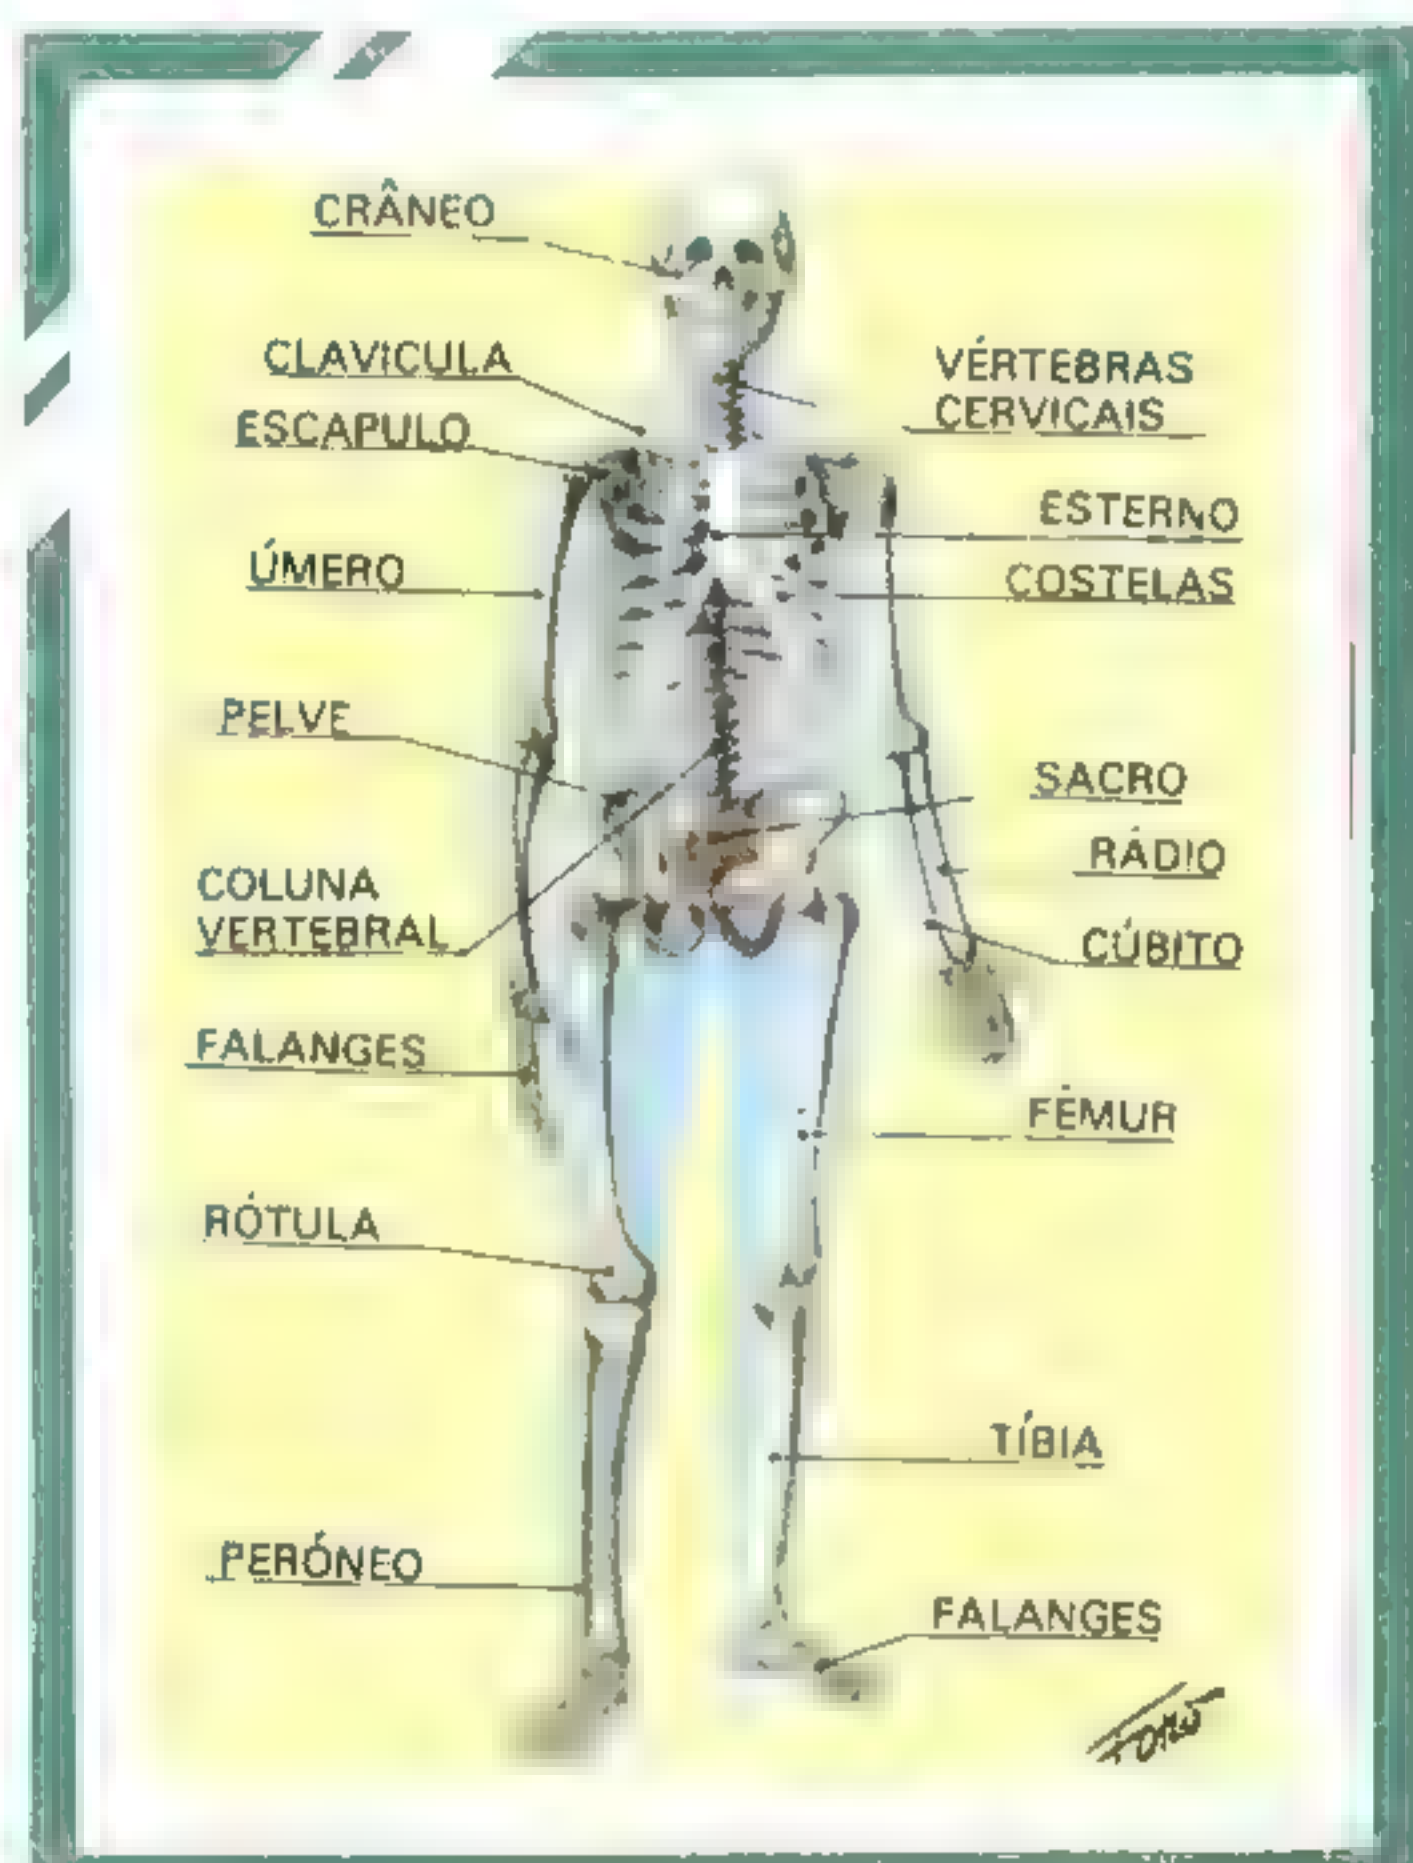 CRÂNEO
CLAVICULA
ESCAPULO
ÚMERO
PELVE
COLUNA
VERTEBRAL
FALANGES
RÓTULA
PERÓNEO
VÉRTEBRAS
CERVICAIS
ESTERNO
COSTELAS
SACRO
RÁDIO
CÚBITO
FÉMUR
TÍBIA
FALANGES